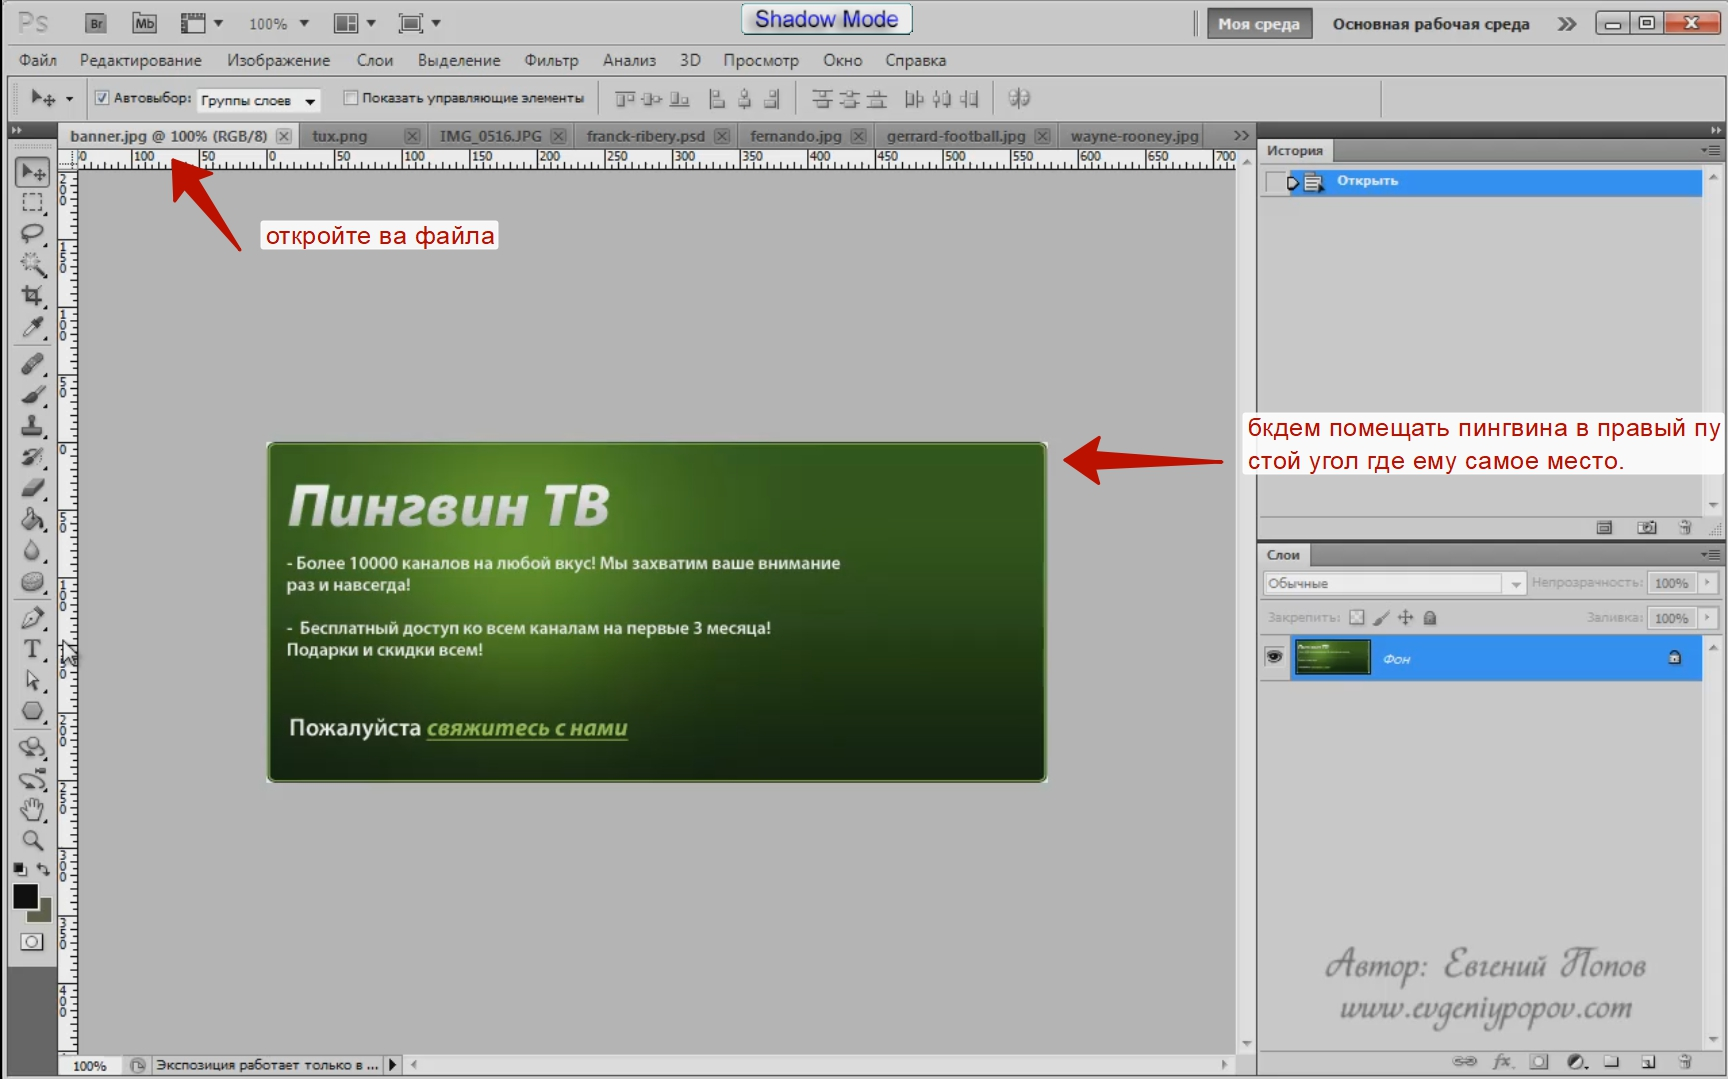 Ps Br Mb 100% Shadow Mode Моя среда Основная рабочая среда
Файл Редактирование Изображение Слои Выделение Фильтр Анализ 3D Просмотр Окно Справка
Автовыбор: Группы слоев Показать управляющие элементы
banner.jpg @ 100% (RGB/8) tux.png IMG_0516.JPG franck-ribery.psd fernando.jpg gerrard-football.jpg wayne-rooney.jpg
100 50 0 50 100 150 200 250 300 350 400 450 500 550 600 650 700
История
Открыть
откройте ва файла
бкдем помещать пингвина в правый пу
стой угол где ему самое место.
Пингвин ТВ
- Более 10000 каналов на любой вкус! Мы захватим ваше внимание
раз и навсегда!
- Бесплатный доступ ко всем каналам на первые 3 месяца!
Подарки и скидки всем!
Пожалуйста свяжитесь с нами
Слои
Обычные Непрозрачность: 100%
Закрепить: Заливка: 100%
Фон
Автор: Евгений Попов
www.evgeniypopov.com
100% Экспозиция работает только в ...